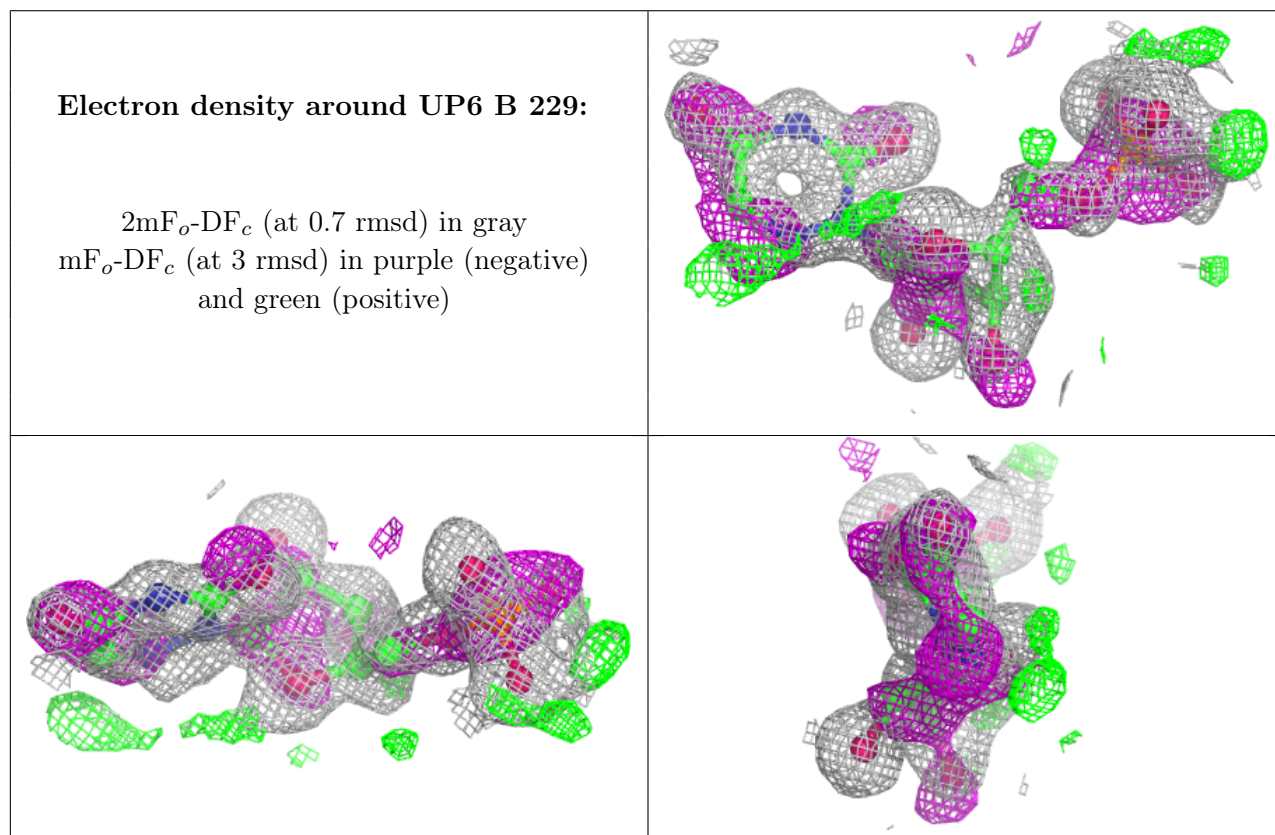 Electron density around UP6 B 229:
2mFo-DFc (at 0.7 rmsd) in gray
mFo-DFc (at 3 rmsd) in purple (negative)
and green (positive)